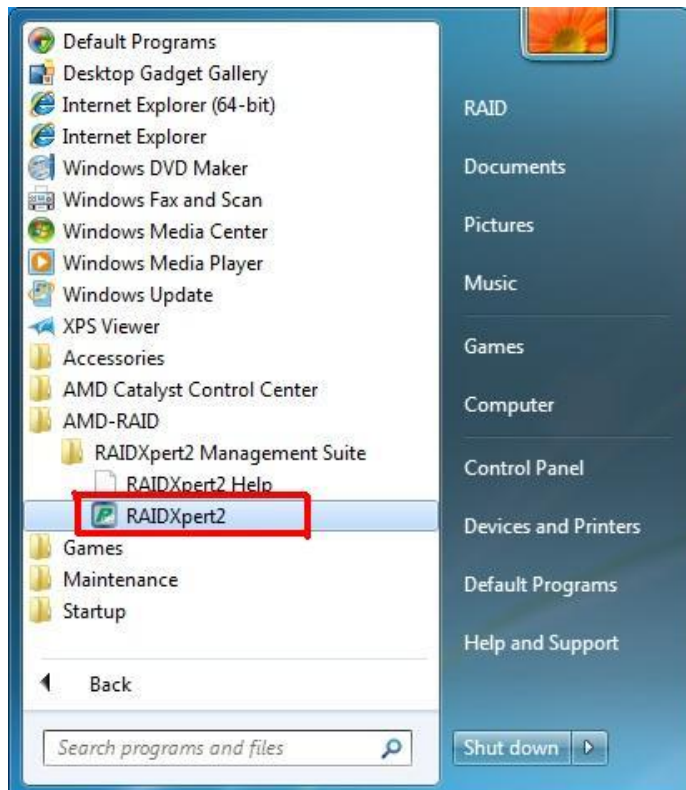 Default Programs
Desktop Gadget Gallery
Internet Explorer (64-bit)
Internet Explorer
Windows DVD Maker
Windows Fax and Scan
Windows Media Center
Windows Media Player
Windows Update
XPS Viewer
Accessories
AMD Catalyst Control Center
AMD-RAID
RAIDXpert2 Management Suite
RAIDXpert2 Help
RAIDXpert2
Games
Maintenance
Startup
Back
Search programs and files
RAID
Documents
Pictures
Music
Games
Computer
Control Panel
Devices and Printers
Default Programs
Help and Support
Shut down